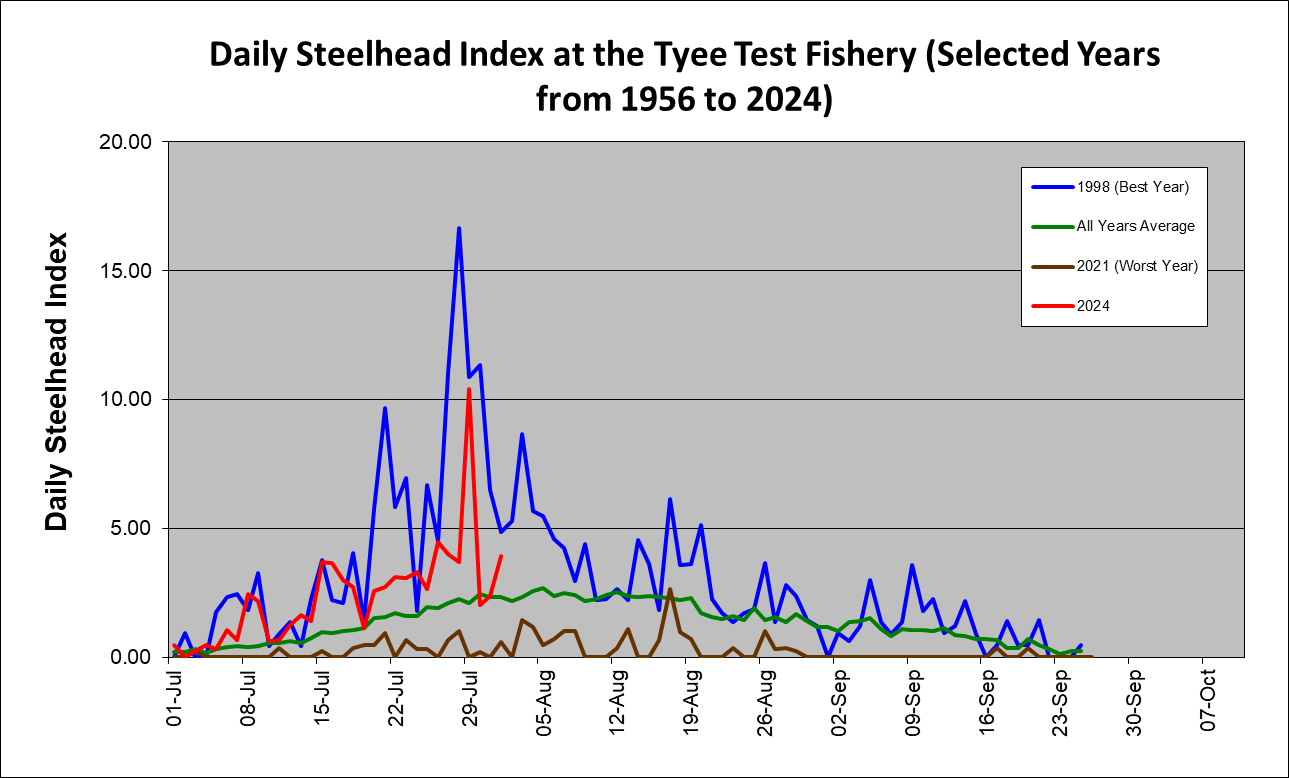 Daily Steelhead Index at the Tyee Test Fishery (Selected Years
from 1956 to 2024)
20.00
15.00
10.00
5.00
0.00
Daily Steelhead Index
1998 (Best Year)
All Years Average
2021 (Worst Year)
2024
01-Jul
08-Jul
15-Jul
22-Jul
29-Jul
05-Aug
12-Aug
19-Aug
26-Aug
02-Sep
09-Sep
16-Sep
23-Sep
30-Sep
07-Oct